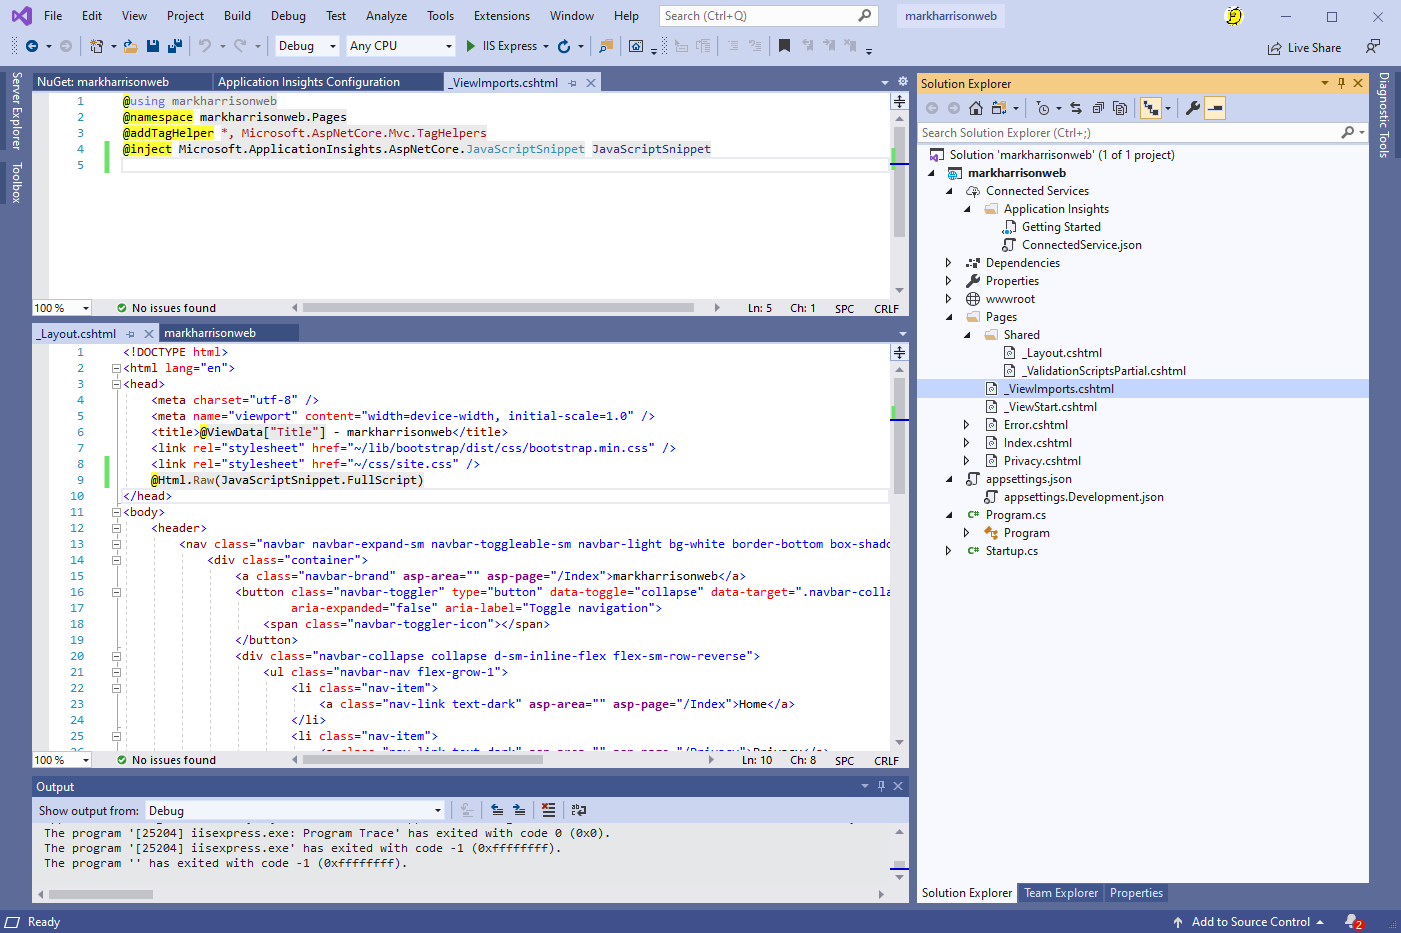 File Edit View Project Build Debug Test Analyze Tools Extensions Window Help Search (Ctrl+Q) markharrisonweb
Debug Any CPU IIS Express Live Share
Server Explorer
Toolbox
NuGet: markharrisonweb Application Insights Configuration _ViewImports.cshtml
1 @using markharrisonweb
2 @namespace markharrisonweb.Pages
3 @addTagHelper *, Microsoft.AspNetCore.Mvc.TagHelpers
4 @inject Microsoft.ApplicationInsights.AspNetCore.JavaScriptSnippet JavaScriptSnippet
5
100 % No issues found Ln: 5 Ch: 1 SPC CRLF
_Layout.cshtml markharrisonweb
1 <!DOCTYPE html>
2 <html lang="en">
3 <head>
4 <meta charset="utf-8" />
5 <meta name="viewport" content="width=device-width, initial-scale=1.0" />
6 <title>@ViewData["Title"] - markharrisonweb</title>
7 <link rel="stylesheet" href="~/lib/bootstrap/dist/css/bootstrap.min.css" />
8 <link rel="stylesheet" href="~/css/site.css" />
9 @Html.Raw(JavaScriptSnippet.FullScript)
10 </head>
11 <body>
12 <header>
13 <nav class="navbar navbar-expand-sm navbar-toggleable-sm navbar-light bg-white border-bottom box-shado
14 <div class="container">
15 <a class="navbar-brand" asp-area="" asp-page="/Index">markharrisonweb</a>
16 <button class="navbar-toggler" type="button" data-toggle="collapse" data-target=".navbar-colla
17 aria-expanded="false" aria-label="Toggle navigation">
18 <span class="navbar-toggler-icon"></span>
19 </button>
20 <div class="navbar-collapse collapse d-sm-inline-flex flex-sm-row-reverse">
21 <ul class="navbar-nav flex-grow-1">
22 <li class="nav-item">
23 <a class="nav-link text-dark" asp-area="" asp-page="/Index">Home</a>
24 </li>
25 <li class="nav-item">
26 <a class="nav-link text-dark" asp-area="" asp-page="/Privacy">Privacy</a>
100 % No issues found Ln: 10 Ch: 8 SPC CRLF
Output
Show output from: Debug
The program '[25204] iisexpress.exe: Program Trace' has exited with code 0 (0x0).
The program '[25204] iisexpress.exe' has exited with code -1 (0xffffffff).
The program '' has exited with code -1 (0xffffffff).
Solution Explorer
Search Solution Explorer (Ctrl+;)
Solution 'markharrisonweb' (1 of 1 project)
markharrisonweb
Connected Services
Application Insights
Getting Started
ConnectedService.json
Dependencies
Properties
wwwroot
Pages
Shared
_Layout.cshtml
_ValidationScriptsPartial.cshtml
_ViewImports.cshtml
_ViewStart.cshtml
Error.cshtml
Index.cshtml
Privacy.cshtml
appsettings.json
appsettings.Development.json
C# Program.cs
Program
C# Startup.cs
Solution Explorer Team Explorer Properties
Diagnostic Tools
Ready Add to Source Control 2